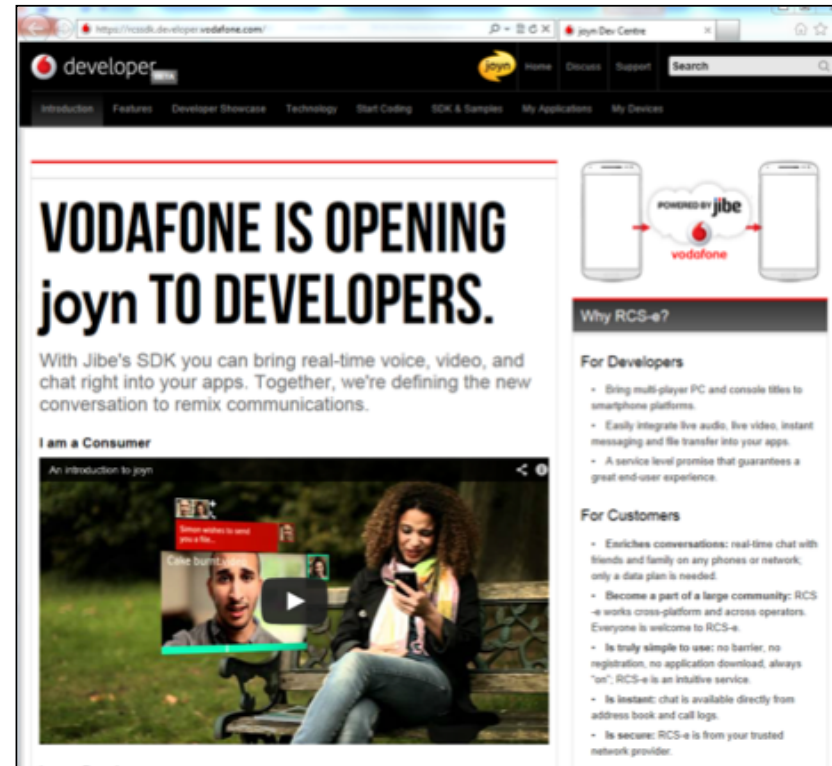 https://rcssdk.developer.vodafone.com/
joyn Dev Centre
developer
BETA
joyn
Home Discuss Support Search
Introduction Features Developer Showcase Technology Start Coding SDK & Samples My Applications My Devices
VODAFONE IS OPENING
joyn TO DEVELOPERS.
With Jibe's SDK you can bring real-time voice, video, and
chat right into your apps. Together, we're defining the new
conversation to remix communications.
I am a Consumer
An introduction to joyn
Simon wishes to send
you a file...
Cake burnt
POWERED BY jibe
vodafone
Why RCS-e?
For Developers
- Bring multi-player PC and console titles to
smartphone platforms.
- Easily integrate live audio, live video, instant
messaging and file transfer into your apps.
- A service level promise that guarantees a
great end-user experience.
For Customers
- Enriches conversations: real-time chat with
friends and family on any phones or network;
only a data plan is needed.
- Become a part of a large community: RCS
-e works cross-platform and across operators.
Everyone is welcome to RCS-e.
- Is truly simple to use: no barrier, no
registration, no application download, always
"on"; RCS-e is an intuitive service.
- Is instant: chat is available directly from
address book and call logs.
- Is secure: RCS-e is from your trusted
network provider.